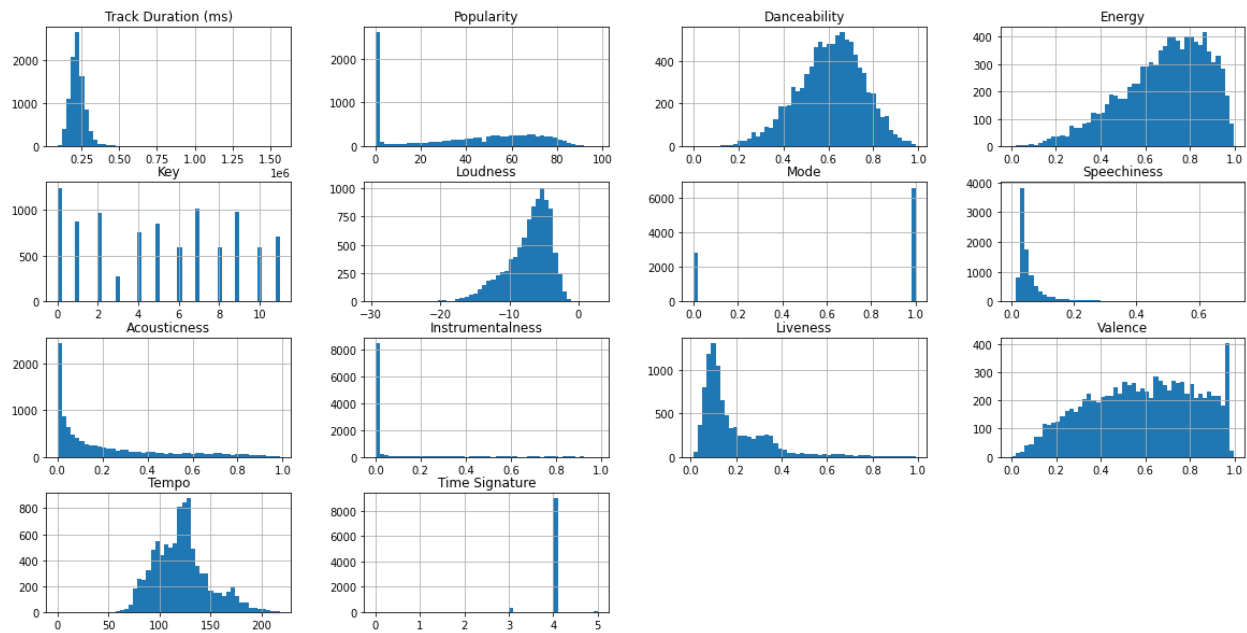 Track Duration (ms)
2000
1000
0
0.25 0.50 0.75 1.00 1.25 1.50
1e6
Popularity
2000
1000
0
0 20 40 60 80 100
Danceability
400
200
0
0.0 0.2 0.4 0.6 0.8 1.0
Energy
400
300
200
100
0
0.0 0.2 0.4 0.6 0.8 1.0
Key
1000
500
0
0 2 4 6 8 10
Loudness
1000
750
500
250
0
−30 −20 −10 0
Mode
6000
4000
2000
0
0.0 0.2 0.4 0.6 0.8 1.0
Speechiness
4000
3000
2000
1000
0
0.0 0.2 0.4 0.6
Acousticness
2000
1000
0
0.0 0.2 0.4 0.6 0.8 1.0
Instrumentalness
8000
6000
4000
2000
0
0.0 0.2 0.4 0.6 0.8 1.0
Liveness
1000
500
0
0.0 0.2 0.4 0.6 0.8 1.0
Valence
400
300
200
100
0
0.0 0.2 0.4 0.6 0.8 1.0
Tempo
800
600
400
200
0
0 50 100 150 200
Time Signature
8000
6000
4000
2000
0
0 1 2 3 4 5